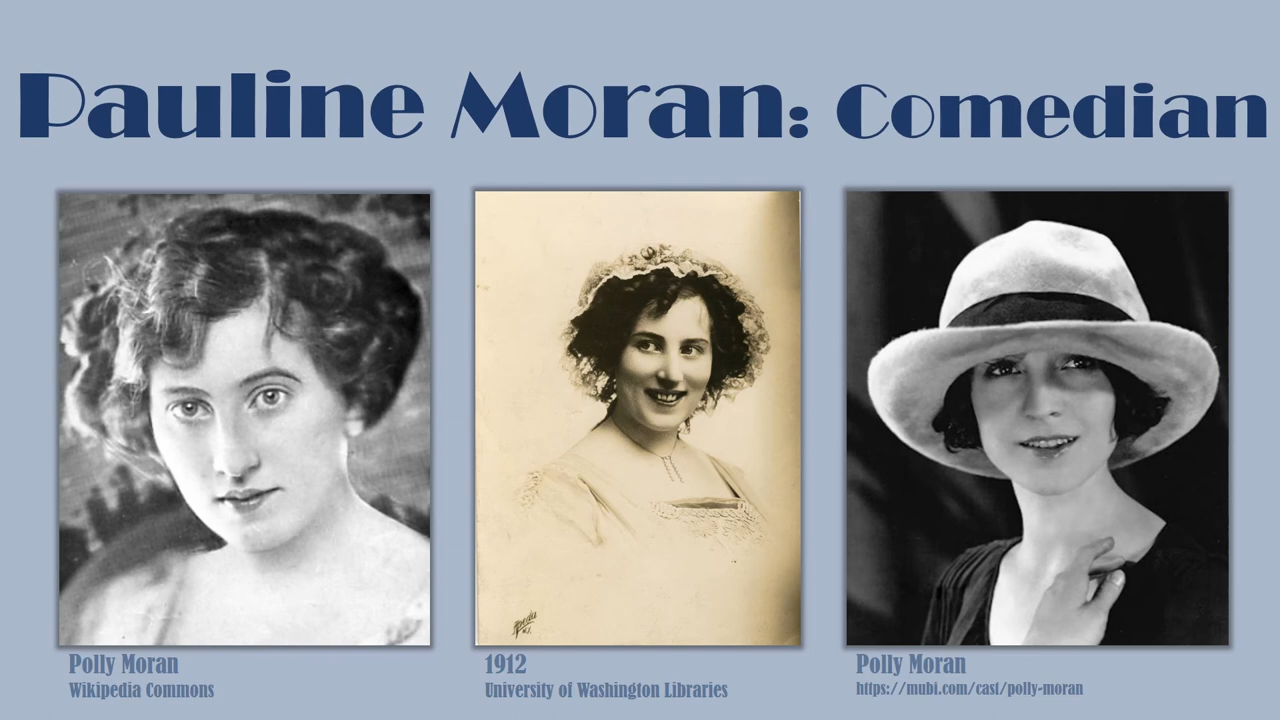 Pauline Moran: Comedian
Polly Moran
Wikipedia Commons
1912
University of Washington Libraries
Polly Moran
https://mubi.com/cast/polly-moran